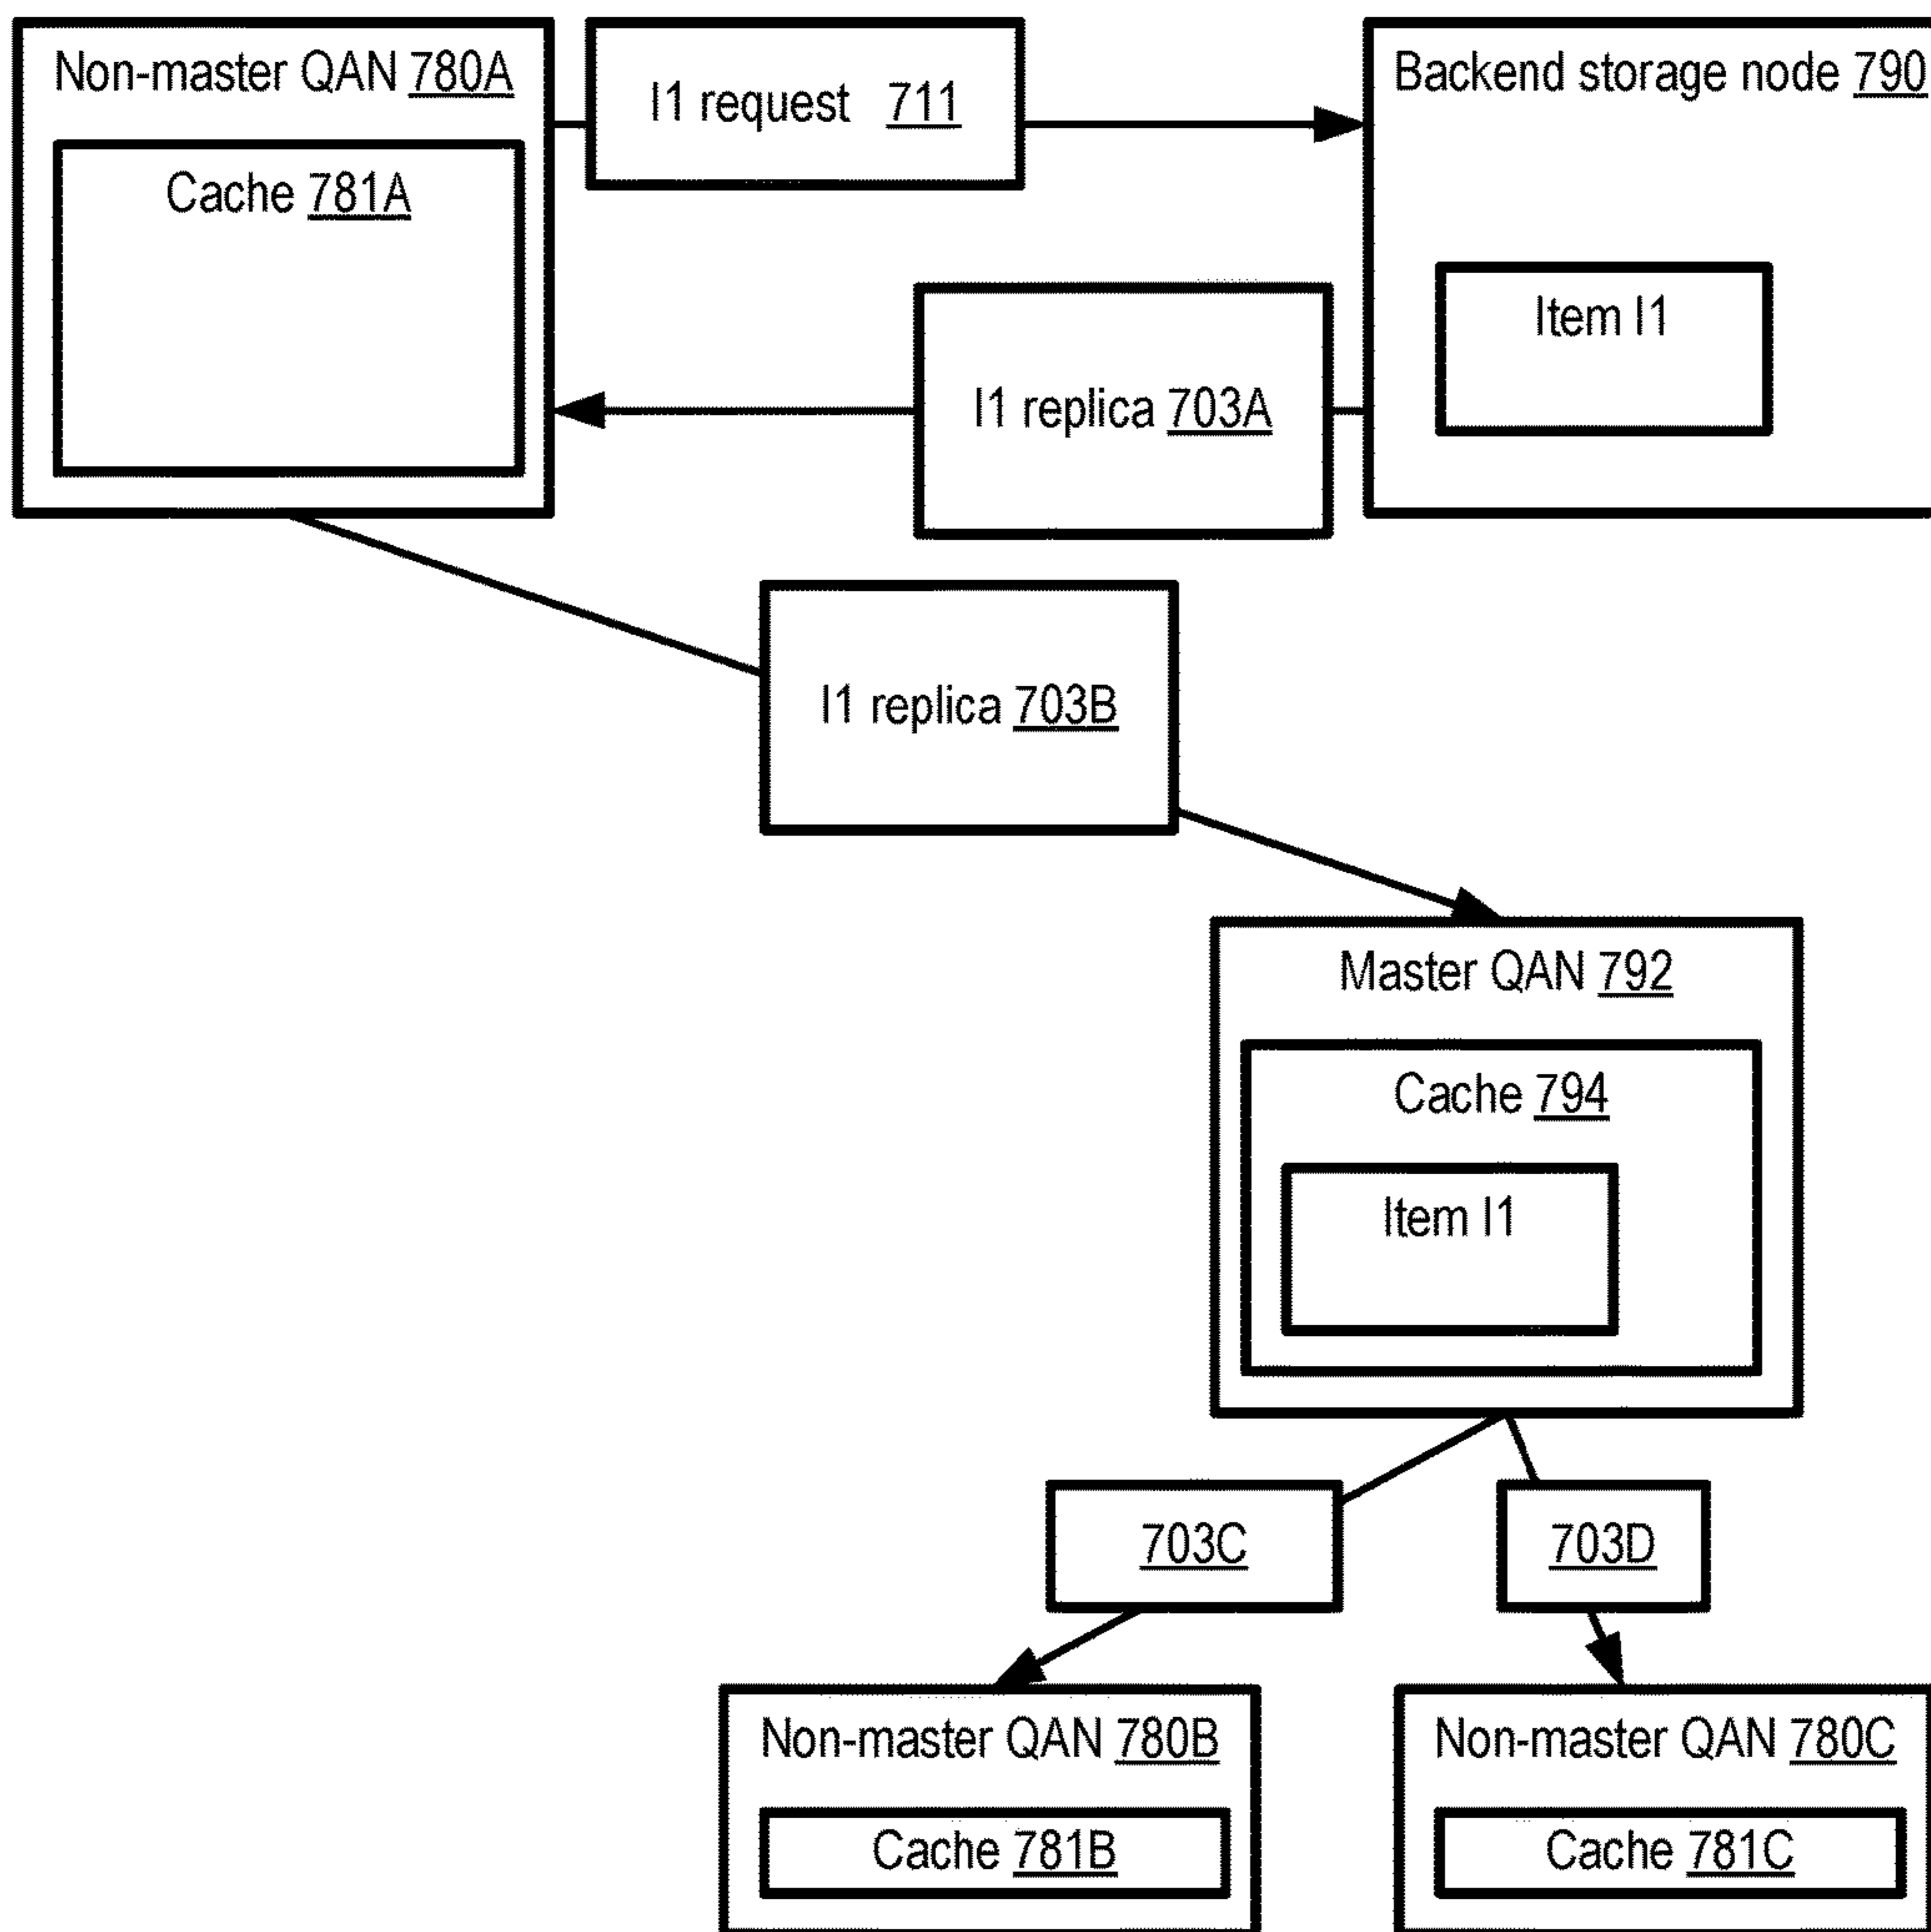 Non-master QAN 780A
I1 request 711
Backend storage node 790
Cache 781A
Item I1
I1 replica 703A
I1 replica 703B
Master QAN 792
Cache 794
Item I1
703C
703D
Non-master QAN 780B
Non-master QAN 780C
Cache 781B
Cache 781C